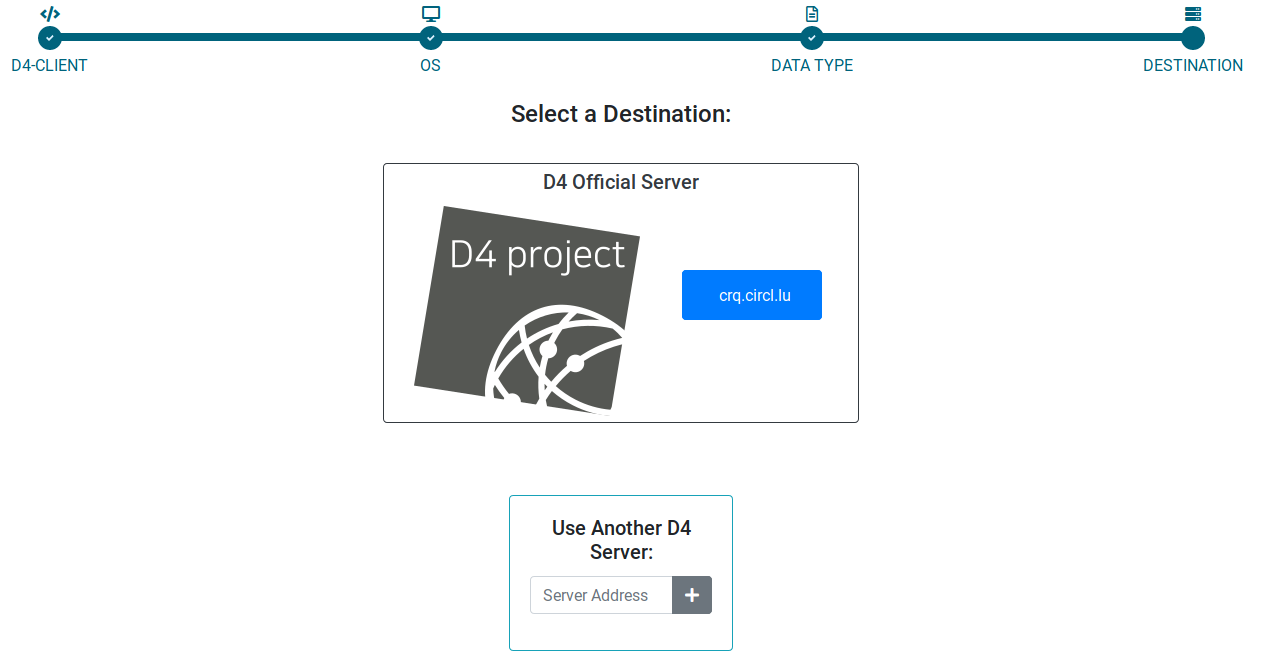 D4-CLIENT
OS
DATA TYPE
DESTINATION
Select a Destination:
D4 Official Server
D4 project
crq.circl.lu
Use Another D4
Server:
Server Address